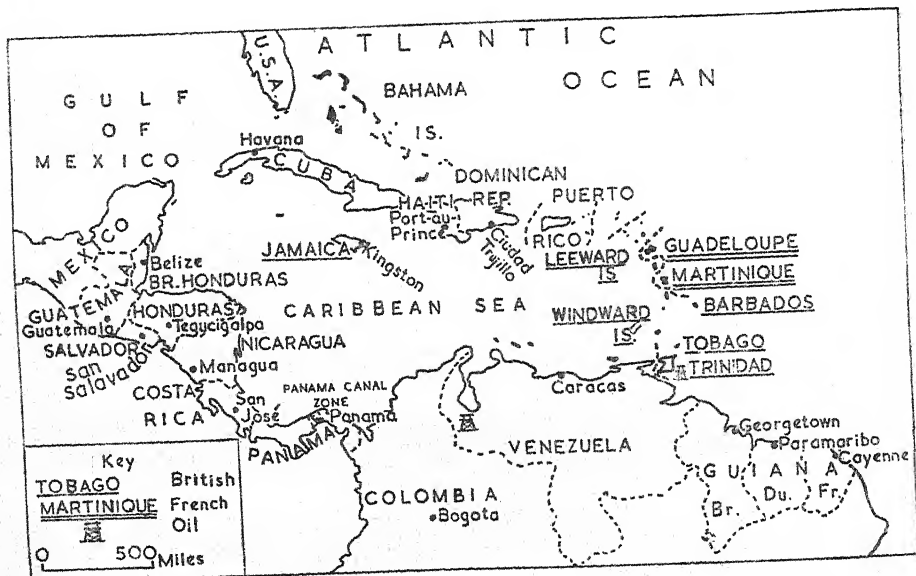 ATLANTIC
OCEAN
U.S.A.
GULF
OF
MEXICO
BAHAMA
IS.
Havana
CUBA
DOMINICAN
REP.
HAITI
Port-au-
Prince
Ciudad
Trujillo
PUERTO
RICO
LEEWARD
IS.
GUADELOUPE
MARTINIQUE
BARBADOS
WINDWARD
IS.
TOBAGO
TRINIDAD
JAMAICA
Kingston
CARIBBEAN SEA
MEXICO
Belize
BR. HONDURAS
GUATEMALA
Guatemala
HONDURAS
Tegucigalpa
SALVADOR
San
Salavador
NICARAGUA
Managua
COSTA
RICA
San
José
PANAMA CANAL
ZONE
Panama
PANAMA
Caracas
VENEZUELA
COLOMBIA
Bogota
Georgetown
Paramaribo
Cayenne
GUIANA
Br.
Du.
Fr.
Key
TOBAGO British
MARTINIQUE French
Oil
0 500 Miles